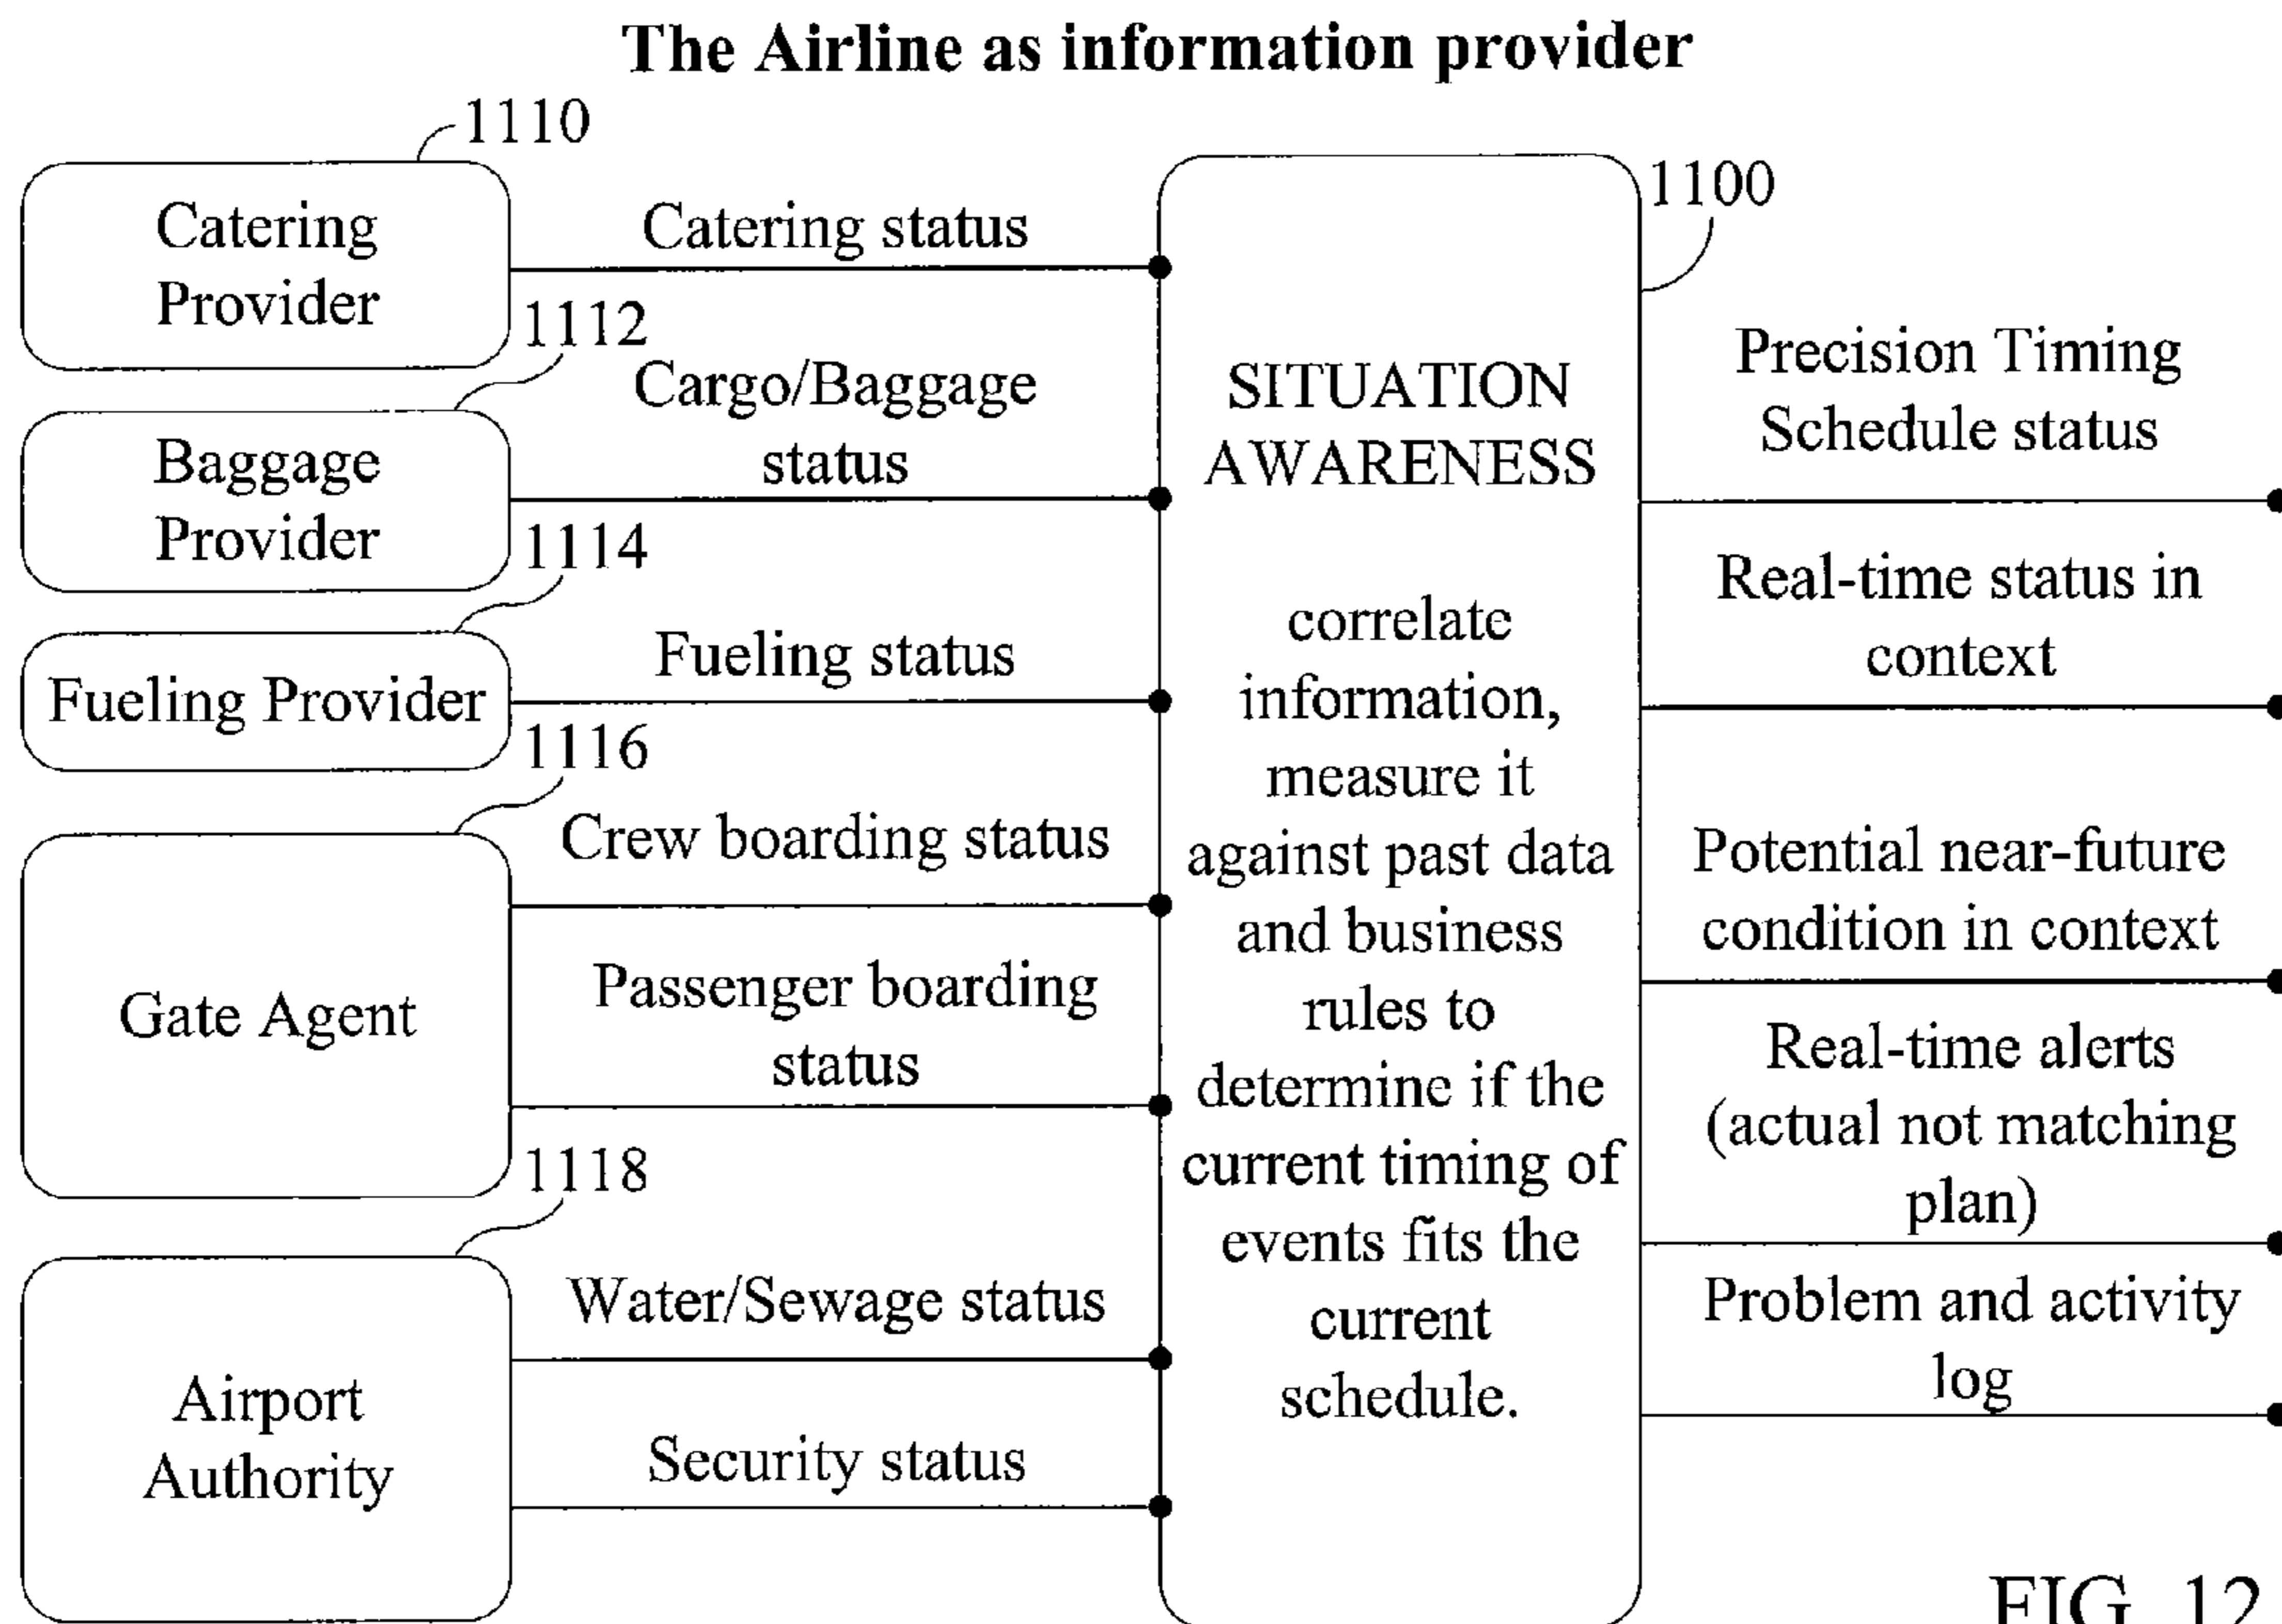 The Airline as information provider
1110
Catering
Provider
Catering status
1112
Baggage
Provider
Cargo/Baggage
status
1114
Fueling Provider
Fueling status
1116
Gate Agent
Crew boarding status
Passenger boarding
status
1118
Airport
Authority
Water/Sewage status
Security status
1100
SITUATION
AWARENESS
correlate
information,
measure it
against past data
and business
rules to
determine if the
current timing of
events fits the
current
schedule.
Precision Timing
Schedule status
Real-time status in
context
Potential near-future
condition in context
Real-time alerts
(actual not matching
plan)
Problem and activity
log
FIG. 12